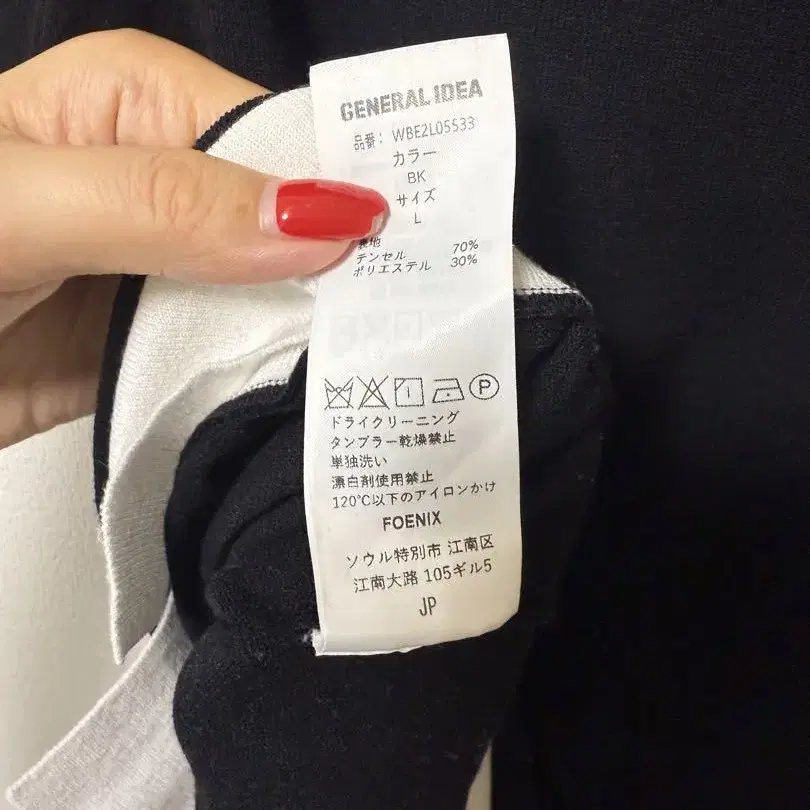 GENERAL IDEA
品番: WBE2L05533
カラー
BK
サイズ
L
表地
テンセル 70%
ポリエステル 30%
P
ドライクリーニング
タンブラー乾燥禁止
単独洗い
漂白剤使用禁止
120℃以下のアイロンかけ
FOENIX
ソウル特別市 江南区
江南大路 105ギル5
JP